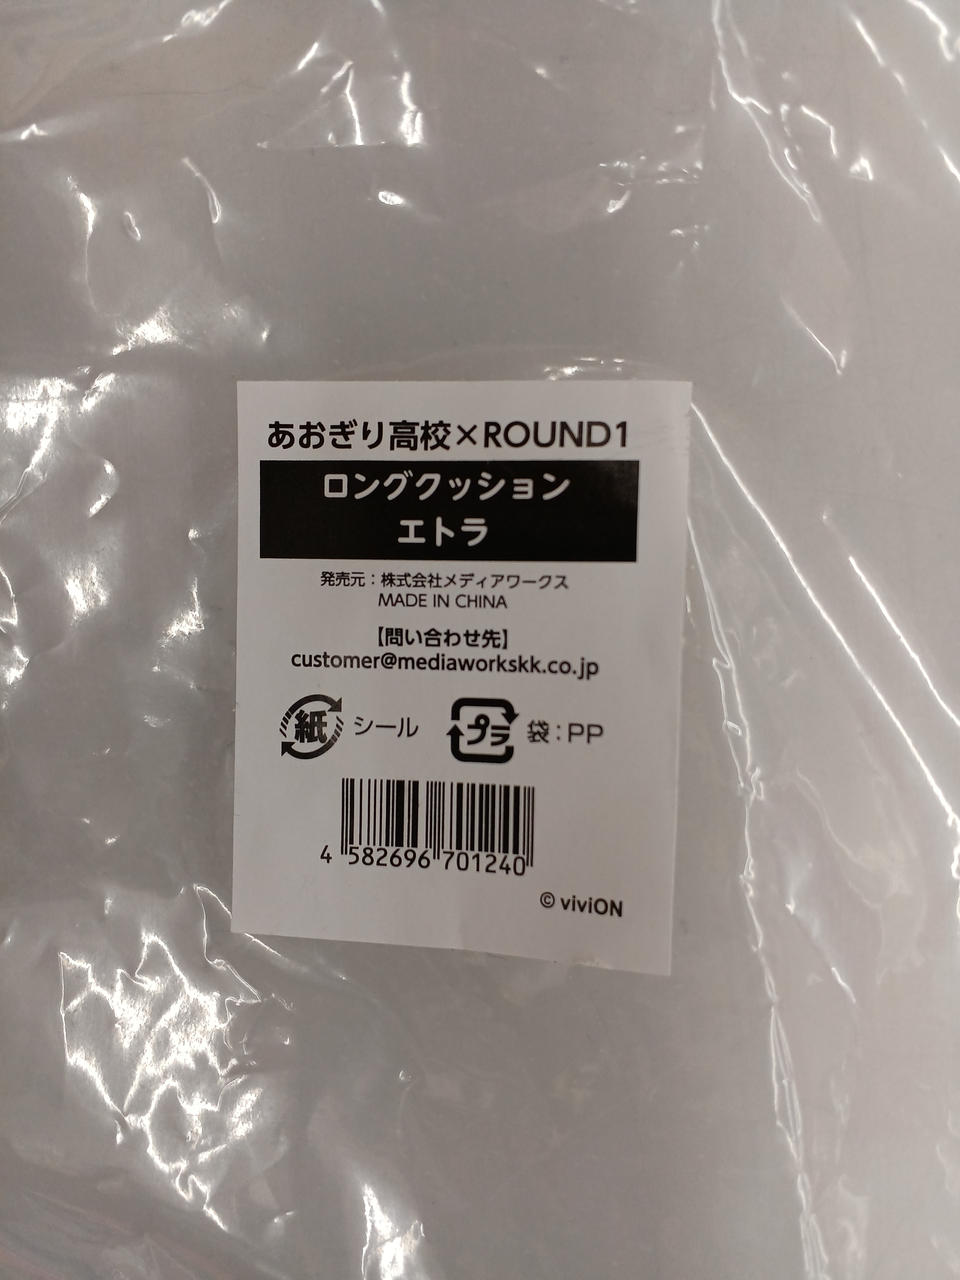 あおぎり高校×ROUND1
ロングクッション
エトラ
発売元：株式会社メディアワークス
MADE IN CHINA
【問い合わせ先】
customer@mediaworkskk.co.jp
紙 シール プラ 袋：PP
4 582696 701240
© viviON